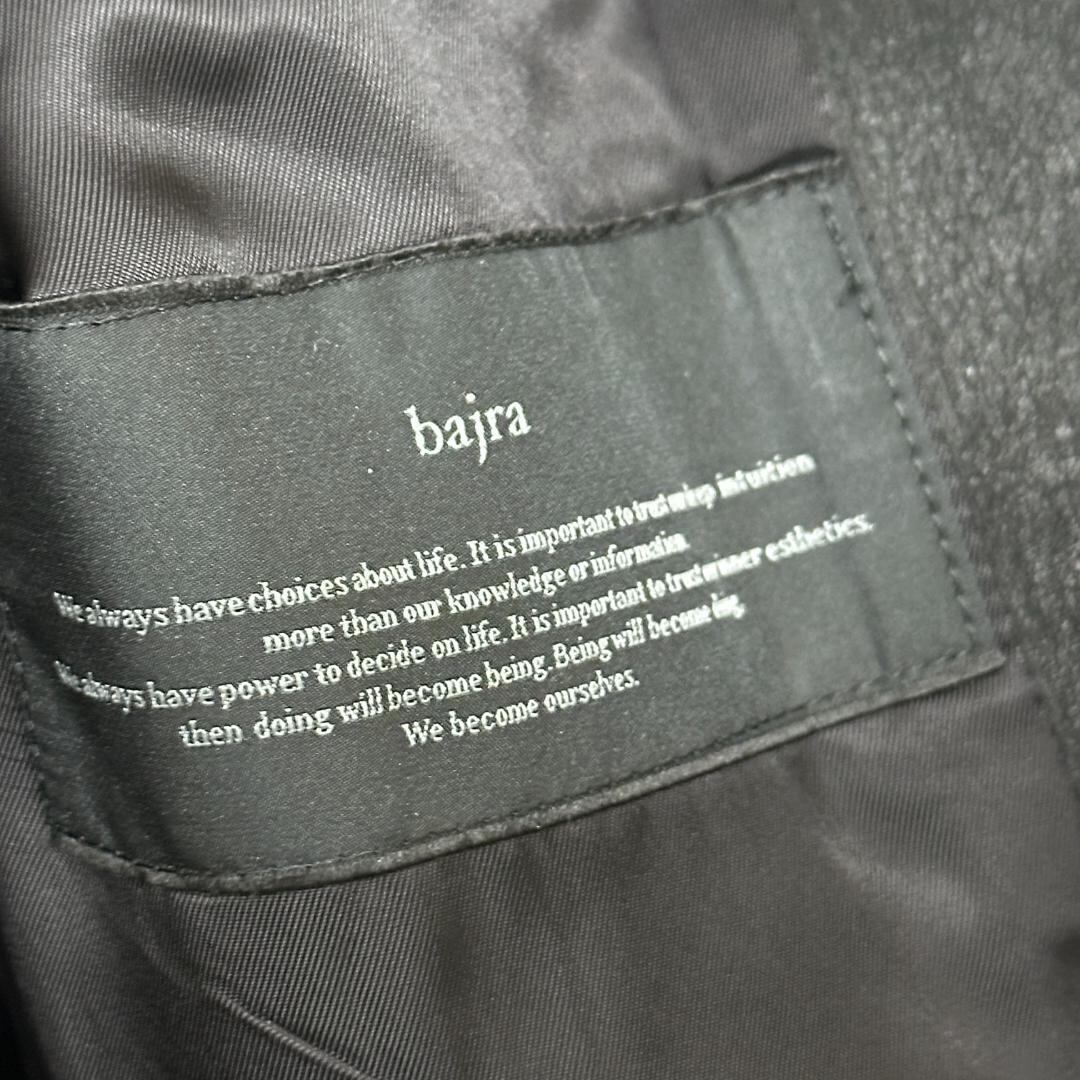 bajra
We always have choices about life. It is important to trust intuition
more than our knowledge or information.
We always have power to decide on life. It is important to trust our inner esthetics.
then doing will become being. Being will become
We become ourselves.